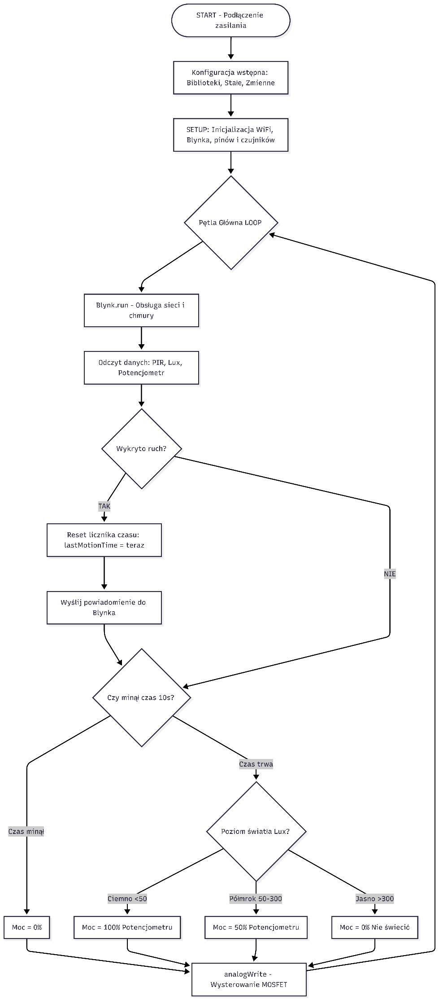 START - Podłączenie
zasilania
Konfiguracja wstępna:
Biblioteki, Stałe, Zmienne
SETUP: Inicjalizacja WiFi,
Blynka, pinów i czujników
Pętla Główna LOOP
Blynk.run - Obsługa sieci i
chmury
Odczyt danych: PIR, Lux,
Potencjometr
Wykryto ruch?
TAK
Reset licznika czasu:
lastMotionTime = teraz
NIE
Wyślij powiadomienie do
Blynka
Czy minął czas 10s?
Czas trwa
Czas minął
Poziom światła Lux?
Ciemno <50
Półmrok 50-300
Jasno >300
Moc = 0%
Moc = 100% Potencjometru
Moc = 50% Potencjometru
Moc = 0% Nie świecić
analogWrite -
Wysterowanie MOSFET